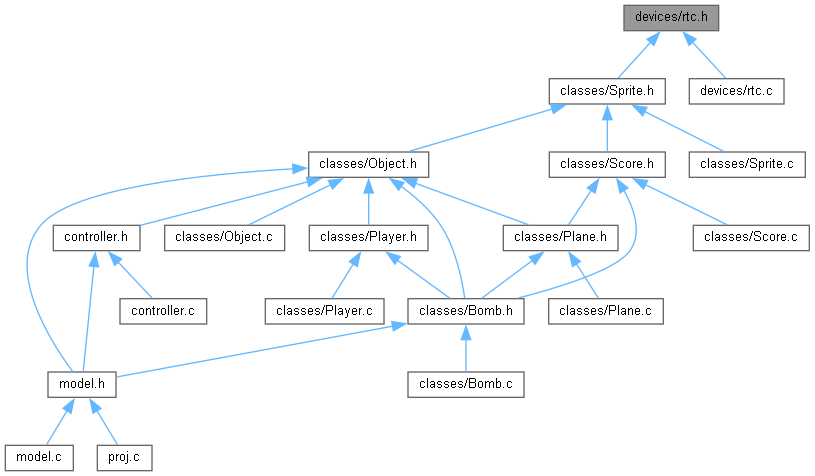 devices/rtc.h
classes/Sprite.h
devices/rtc.c
classes/Object.h
classes/Score.h
classes/Sprite.c
controller.h
classes/Object.c
classes/Player.h
classes/Plane.h
classes/Score.c
controller.c
classes/Player.c
classes/Bomb.h
classes/Plane.c
model.h
classes/Bomb.c
model.c
proj.c